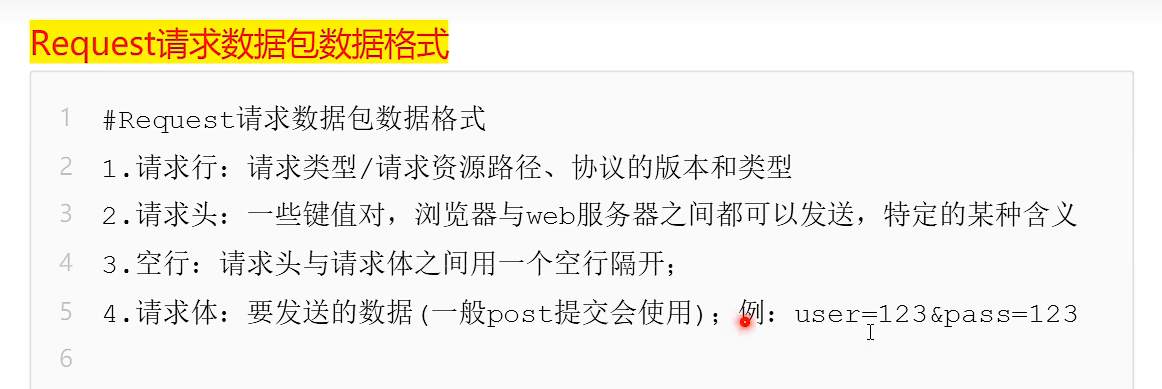 Request请求数据包数据格式
1 #Request请求数据包数据格式
2 1.请求行：请求类型/请求资源路径、协议的版本和类型
3 2.请求头：一些键值对，浏览器与web服务器之间都可以发送，特定的某种含义
4 3.空行：请求头与请求体之间用一个空行隔开；
5 4.请求体：要发送的数据(一般post提交会使用)；例：user=123&pass=123
6